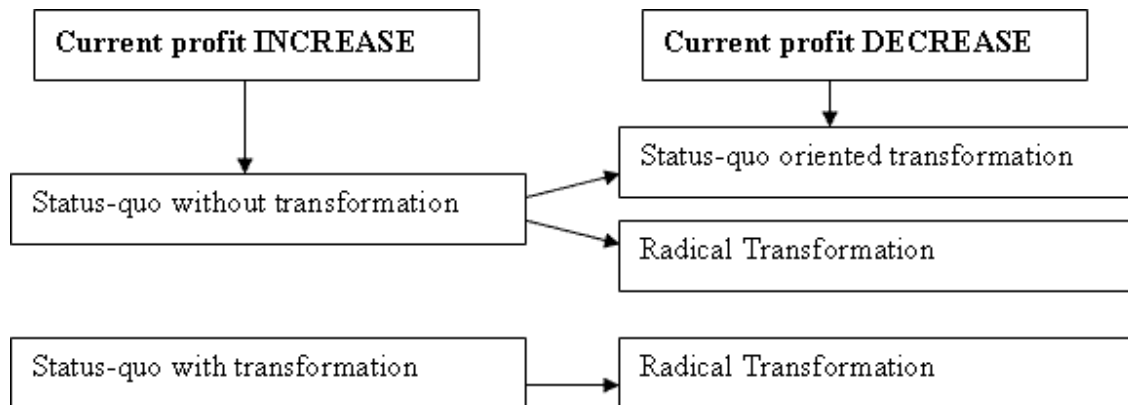 Current profit INCREASE
Current profit DECREASE
Status-quo oriented transformation
Status-quo without transformation
Radical Transformation
Status-quo with transformation
Radical Transformation